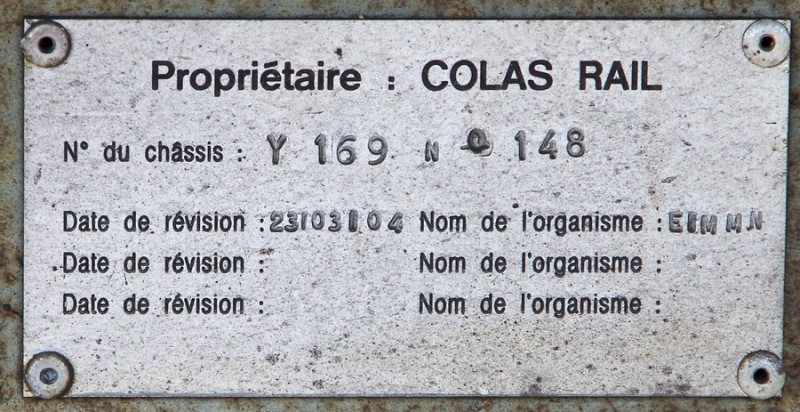 Propriétaire : COLAS RAIL
N° du châssis : Y 169 N O 148
Date de révision : 23/03/04 Nom de l'organisme : EIMMN
Date de révision : Nom de l'organisme :
Date de révision : Nom de l'organisme :